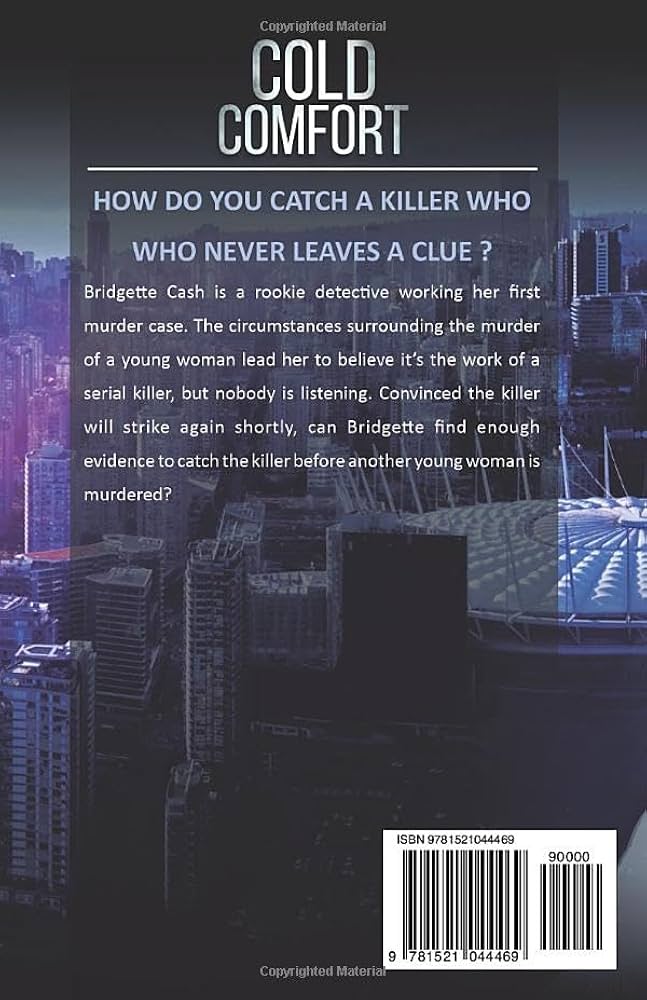 Copyrighted Material
COLD
COMFORT
HOW DO YOU CATCH A KILLER WHO
WHO NEVER LEAVES A CLUE ?
Bridgette Cash is a rookie detective working her first
murder case. The circumstances surrounding the murder
of a young woman lead her to believe it's the work of a
serial killer, but nobody is listening. Convinced the killer
will strike again shortly, can Bridgette find enough
evidence to catch the killer before another young woman is
murdered?
ISBN 9781521044469
90000
9 781521 044469
Copyrighted Material